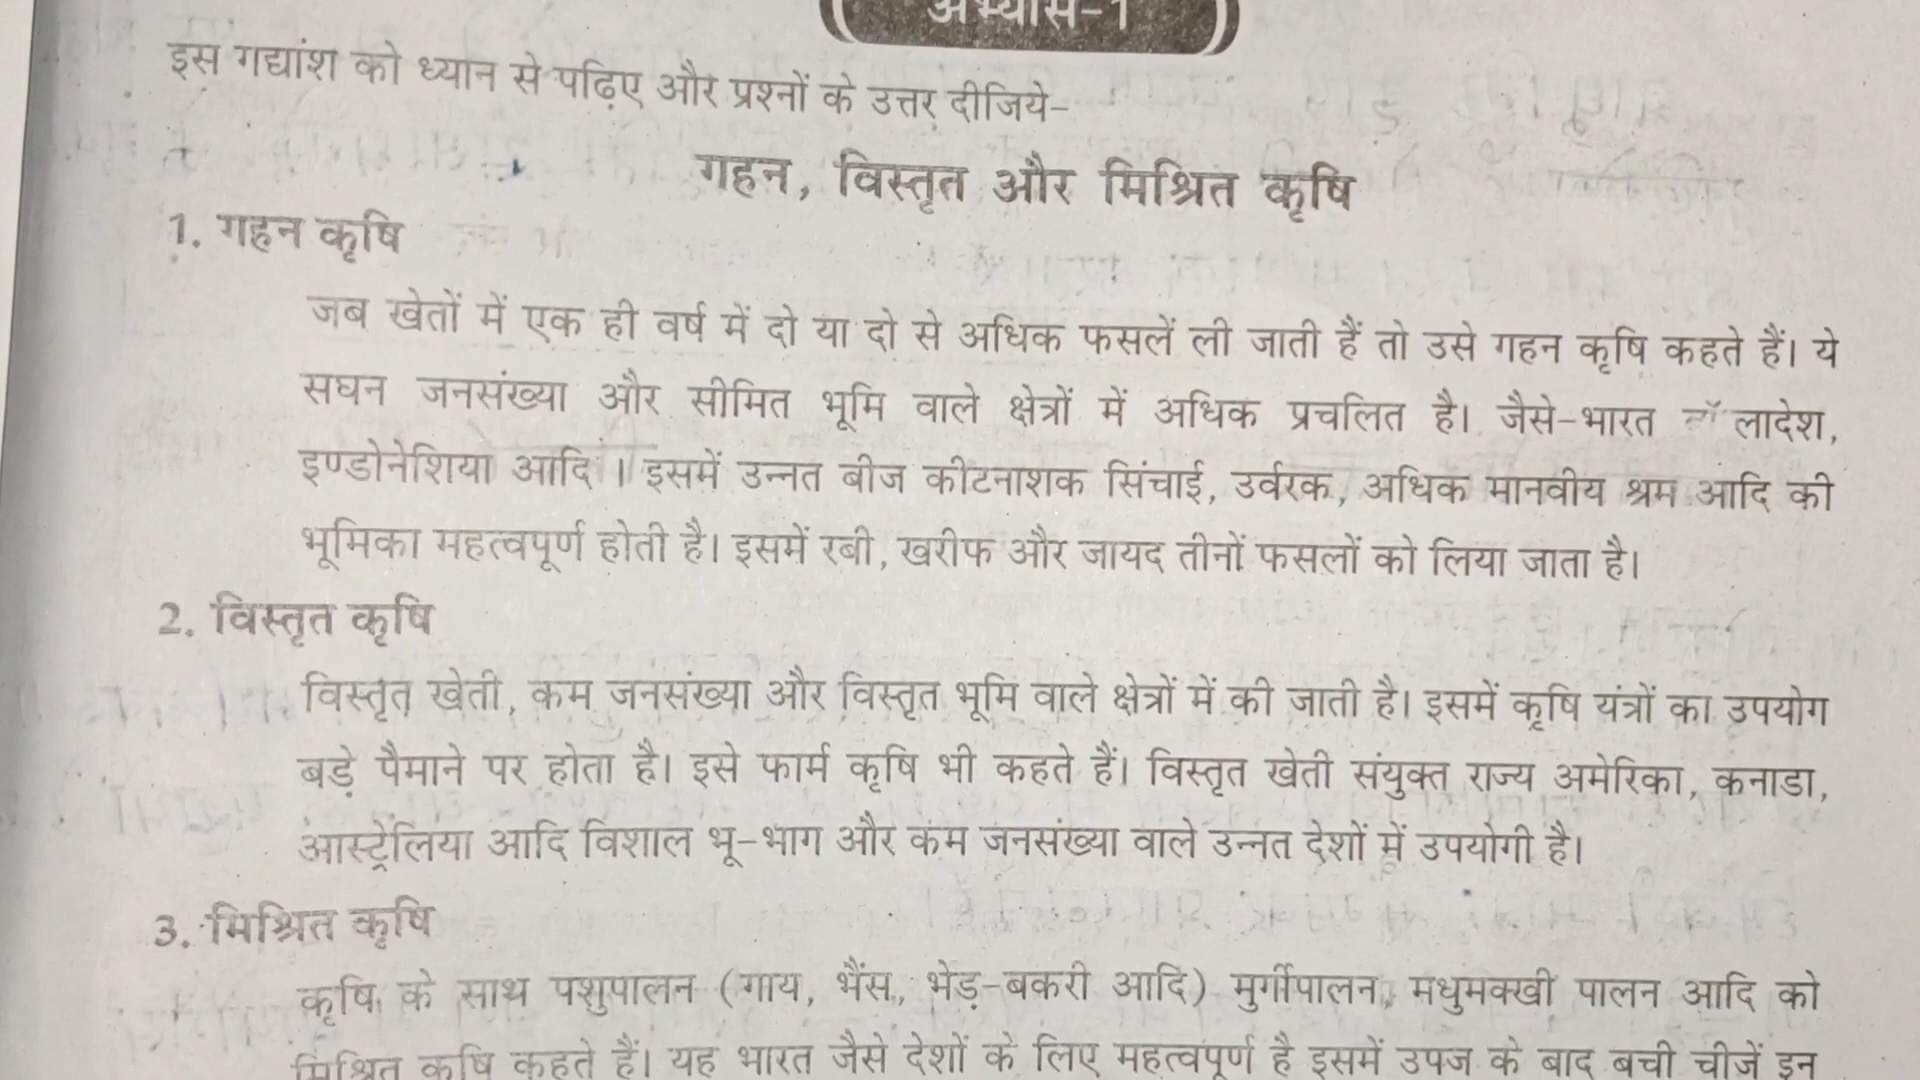 अभ्यास-1
इस गद्यांश को ध्यान से पढ़िए और प्रश्नों के उत्तर दीजिये-
गहन, विस्तृत और मिश्रित कृषि
1. गहन कृषि
जब खेतों में एक ही वर्ष में दो या दो से अधिक फसलें ली जाती हैं तो उसे गहन कृषि कहते हैं। ये
सघन जनसंख्या और सीमित भूमि वाले क्षेत्रों में अधिक प्रचलित है। जैसे-भारत लादेश,
इण्डोनेशिया आदि । इसमें उन्नत बीज कीटनाशक सिंचाई, उर्वरक, अधिक मानवीय श्रम आदि की
भूमिका महत्वपूर्ण होती है। इसमें रबी, खरीफ और जायद तीनों फसलों को लिया जाता है।
2. विस्तृत कृषि
विस्तृत खेती, कम जनसंख्या और विस्तृत भूमि वाले क्षेत्रों में की जाती है। इसमें कृषि यंत्रों का उपयोग
बड़े पैमाने पर होता है। इसे फार्म कृषि भी कहते हैं। विस्तृत खेती संयुक्त राज्य अमेरिका, कनाडा,
आस्ट्रेलिया आदि विशाल भू-भाग और कम जनसंख्या वाले उन्नत देशों में उपयोगी है।
3. मिश्रित कृषि
कृषि के साथ पशुपालन (गाय, भैंस, भेड़-बकरी आदि) मुर्गीपालन, मधुमक्खी पालन आदि को
मिश्रित कृषि कहते हैं। यह भारत जैसे देशों के लिए महत्वपूर्ण है इसमें उपज के बाद बची चीजें इन